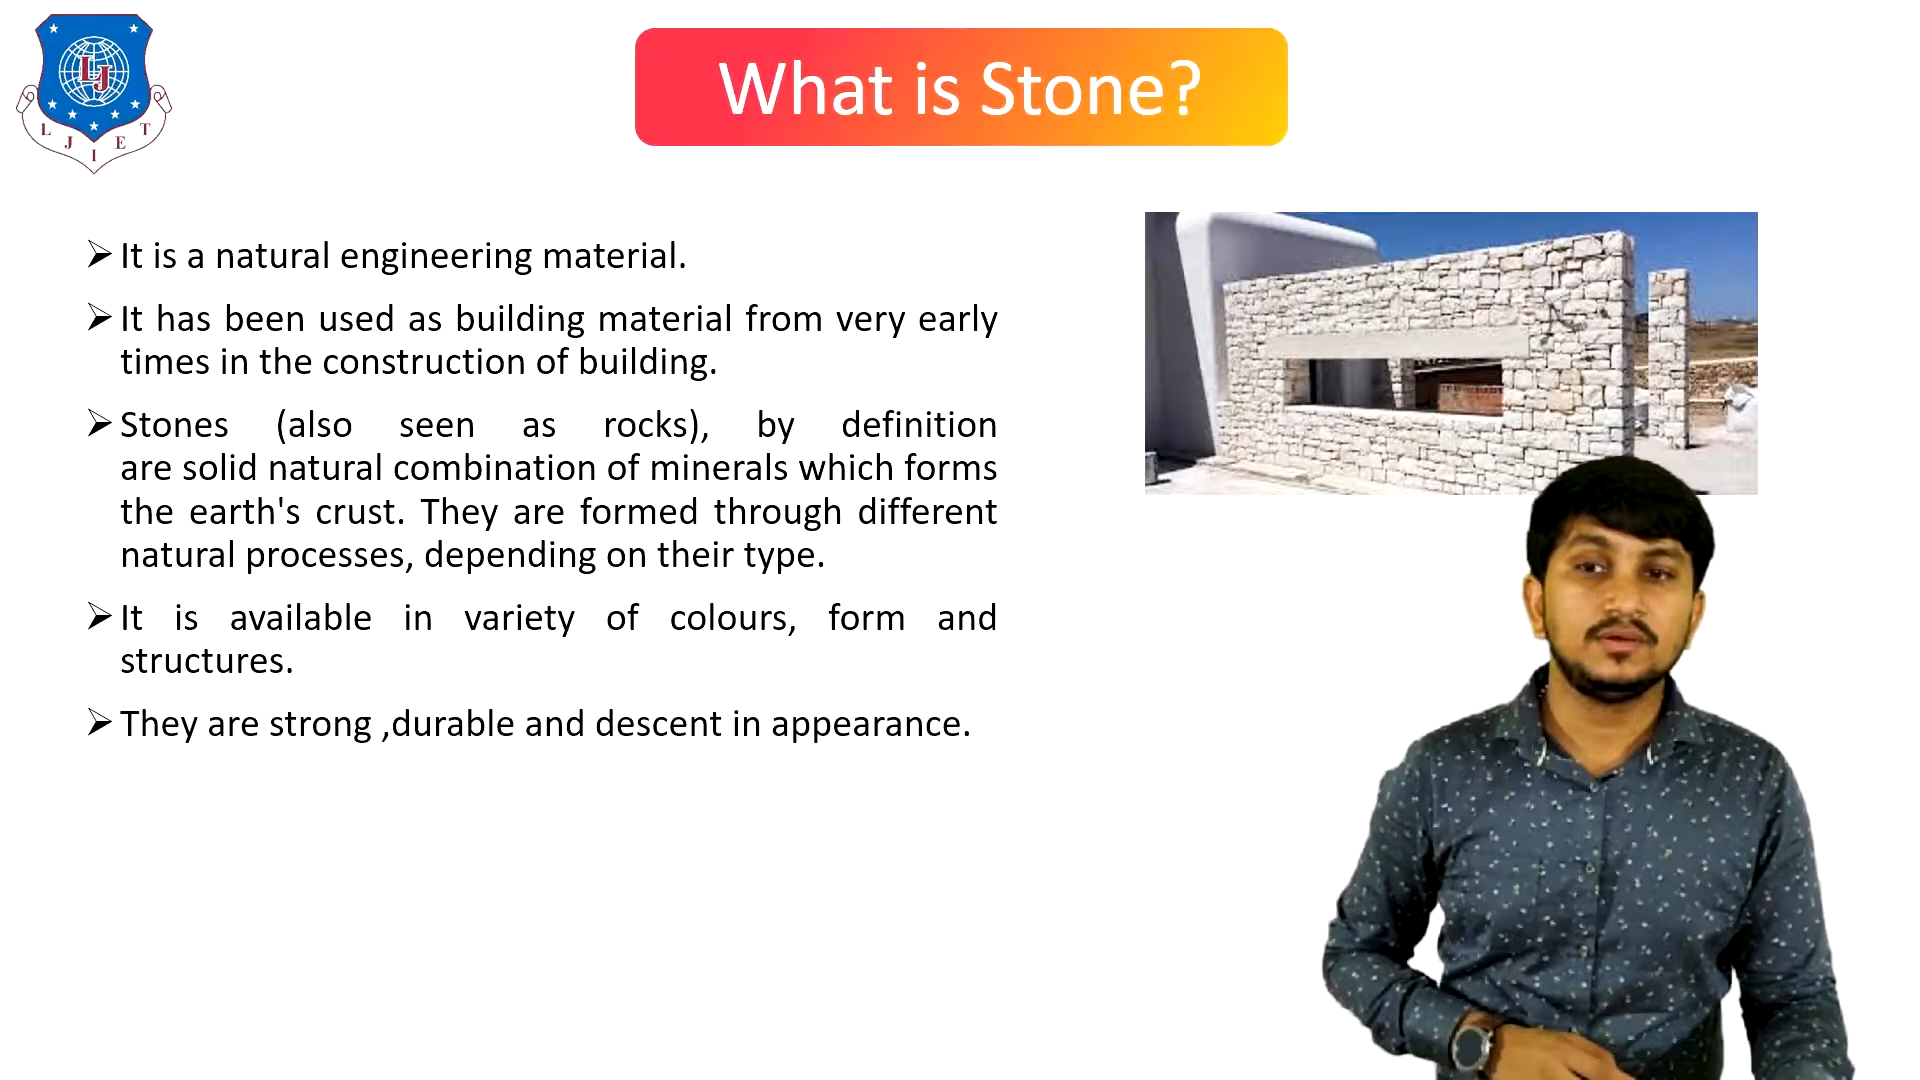 What is Stone?
LJ
L J I E T
It is a natural engineering material.
It has been used as building material from very early
times in the construction of building.
Stones (also seen as rocks), by definition
are solid natural combination of minerals which forms
the earth's crust. They are formed through different
natural processes, depending on their type.
It is available in variety of colours, form and
structures.
They are strong ,durable and descent in appearance.